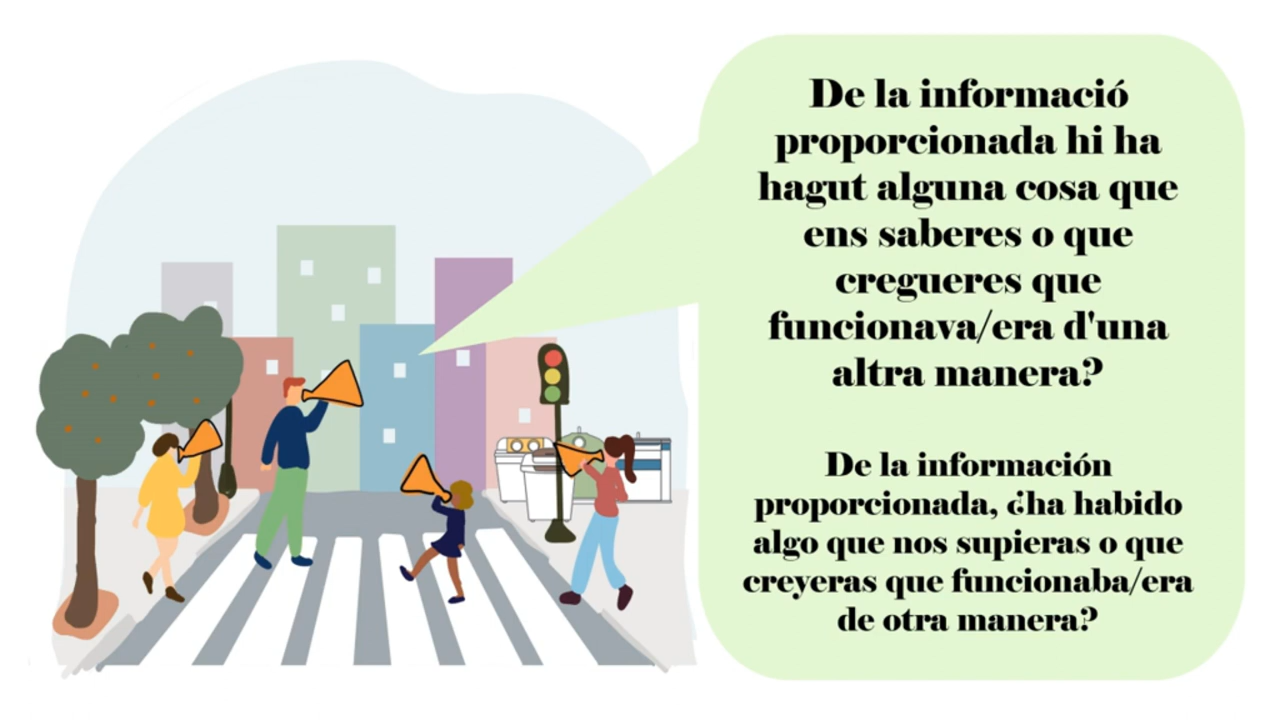 De la informació
proporcionada hi ha
hagut alguna cosa que
ens saberes o que
cregueres que
funcionava/era d'una
altra manera?
De la información
proporcionada, ¿ha habido
algo que nos supieras o que
creyeras que funcionaba/era
de otra manera?